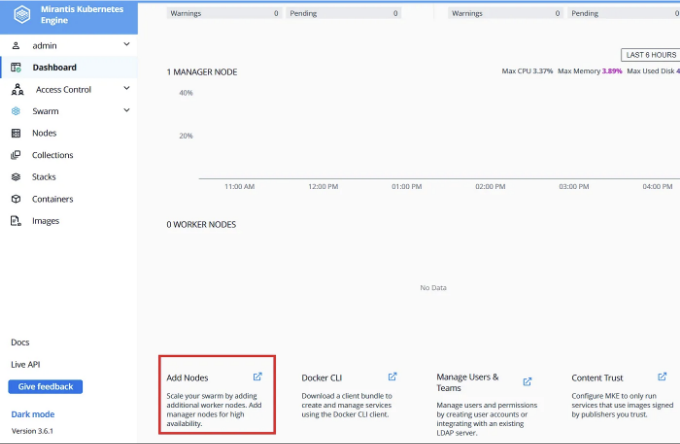 Mirantis Kubernetes
Engine
admin
Dashboard
Access Control
Swarm
Nodes
Collections
Stacks
Containers
Images
Docs
Live API
Give feedback
Dark mode
Version 3.6.1
Warnings 0 Pending 0 Warnings 0 Pending 0
LAST 6 HOURS
1 MANAGER NODE
Max CPU 3.37% Max Memory 3.89% Max Used Disk 4
40%
20%
11:00 AM 12:00 PM 01:00 PM 02:00 PM 03:00 PM 04:00 PM
0 WORKER NODES
No Data
Add Nodes
Scale your swarm by adding
additional worker nodes. Add
manager nodes for high
availability.
Docker CLI
Download a client bundle to
create and manage services
using the Docker CLI client.
Manage Users &
Teams
Manage users and permissions
by creating user accounts or
integrating with an existing
LDAP server.
Content Trust
Configure MKE to only run
services that use images signed
by publishers you trust.